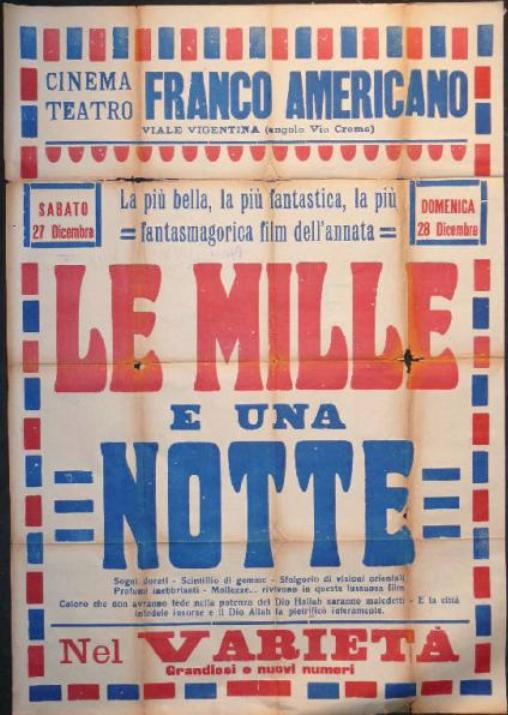 CINEMA
TEATRO
FRANCO AMERICANO
VIALE VIGENTINA (angolo Via Crema)
SABATO
27 Dicembre
La più bella, la più fantastica, la più
= fantasmagorica film dell'annata =
DOMENICA
28 Dicembre
LE MILLE
E UNA
= NOTTE =
Sogni dorati - Scintillio di gemme - Sfolgorio di visioni orientali
Profumi inebbrianti - Mollezze... rivivono in questa lussuosa film
Coloro che non avranno fede nella potenza del Dio Hallah saranno maledetti - E la città
infedele insorse e il Dio Allah la pietrificò interamente.
Nel VARIETÀ
Grandiosi e nuovi numeri